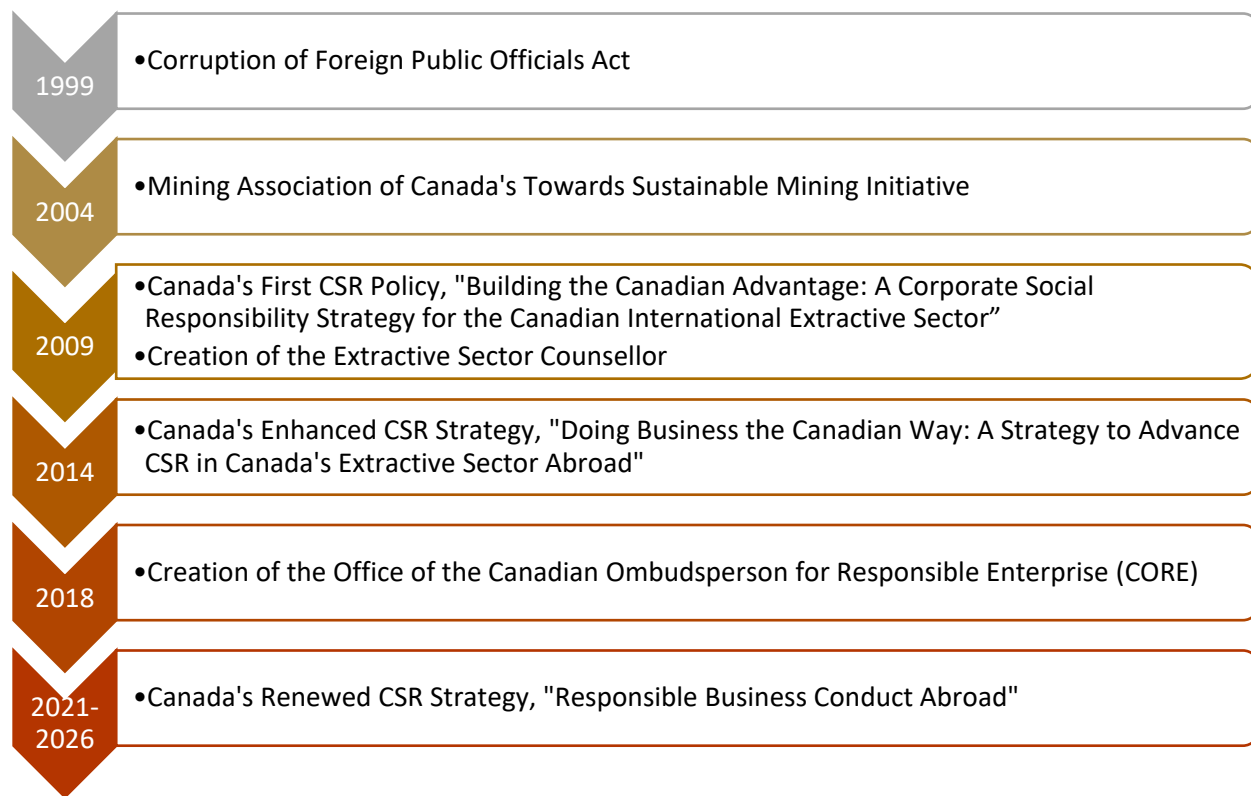 1999
•Corruption of Foreign Public Officials Act
2004
•Mining Association of Canada's Towards Sustainable Mining Initiative
2009
•Canada's First CSR Policy, "Building the Canadian Advantage: A Corporate Social
Responsibility Strategy for the Canadian International Extractive Sector”
•Creation of the Extractive Sector Counsellor
2014
•Canada's Enhanced CSR Strategy, "Doing Business the Canadian Way: A Strategy to Advance
CSR in Canada's Extractive Sector Abroad"
2018
•Creation of the Office of the Canadian Ombudsperson for Responsible Enterprise (CORE)
2021-
2026
•Canada's Renewed CSR Strategy, "Responsible Business Conduct Abroad"